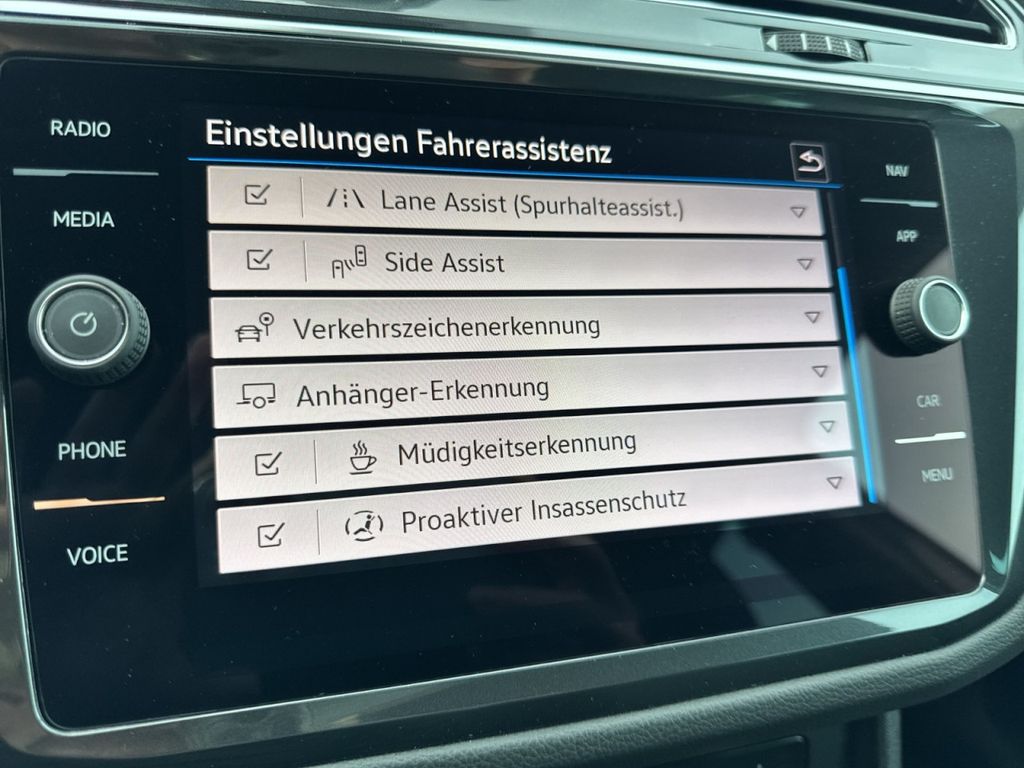 RADIO
MEDIA
PHONE
VOICE
Einstellungen Fahrerassistenz
Lane Assist (Spurhalteassist.)
Side Assist
Verkehrszeichenerkennung
Anhänger-Erkennung
Müdigkeitserkennung
Proaktiver Insassenschutz
NAV
APP
CAR
MENU